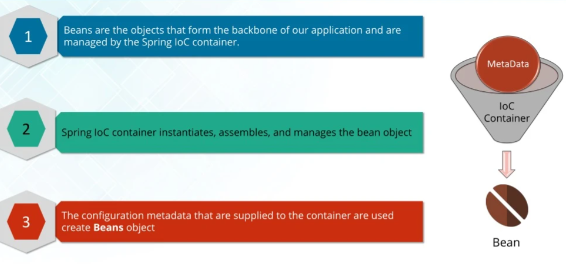 1
Beans are the objects that form the backbone of our application and are
managed by the Spring IoC container.
2
Spring IoC container instantiates, assembles, and manages the bean object
3
The configuration metadata that are supplied to the container are used
create Beans object
MetaData
IoC
Container
Bean